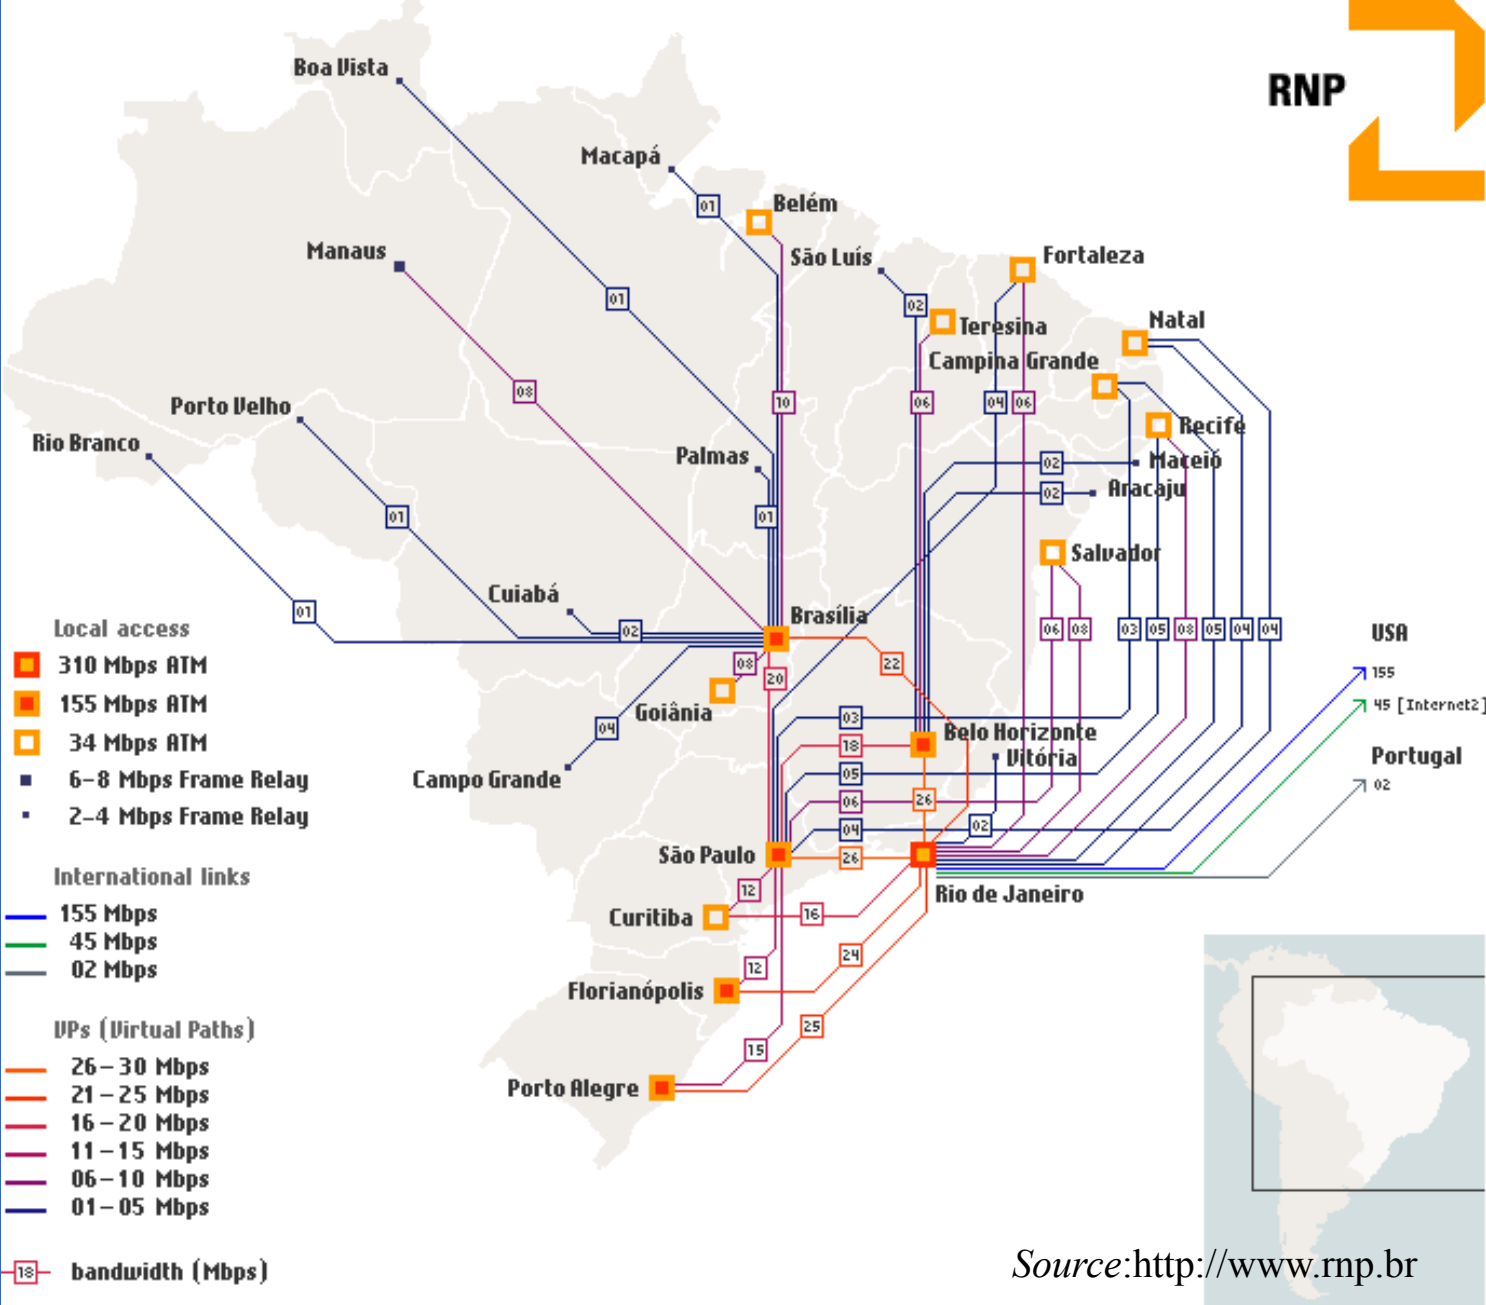 RNP
Boa Vista
Macapá
01
Belém
Manaus
São Luís
Fortaleza
01
02
Teresina
Natal
Campina Grande
08
10
06
04
06
Porto Velho
Recife
Rio Branco
Palmas
02
Maceió
Aracaju
02
01
01
Salvador
Cuiabá
01
02
Brasília
06
08
03
05
08
05
04
04
USA
Local access
310 Mbps ATM
155 Mbps ATM
34 Mbps ATM
6-8 Mbps Frame Relay
2-4 Mbps Frame Relay
08
20
22
155
45 [Internet2]
Goiânia
04
03
Belo Horizonte
18
Vitória
Portugal
02
Campo Grande
05
06
26
04
02
São Paulo
26
Rio de Janeiro
12
Curitiba
16
24
12
Florianópolis
25
15
Porto Alegre
International links
155 Mbps
45 Mbps
02 Mbps
VPs (Virtual Paths)
26-30 Mbps
21-25 Mbps
16-20 Mbps
11-15 Mbps
06-10 Mbps
01-05 Mbps
18 bandwidth (Mbps)
Source:http://www.rnp.br